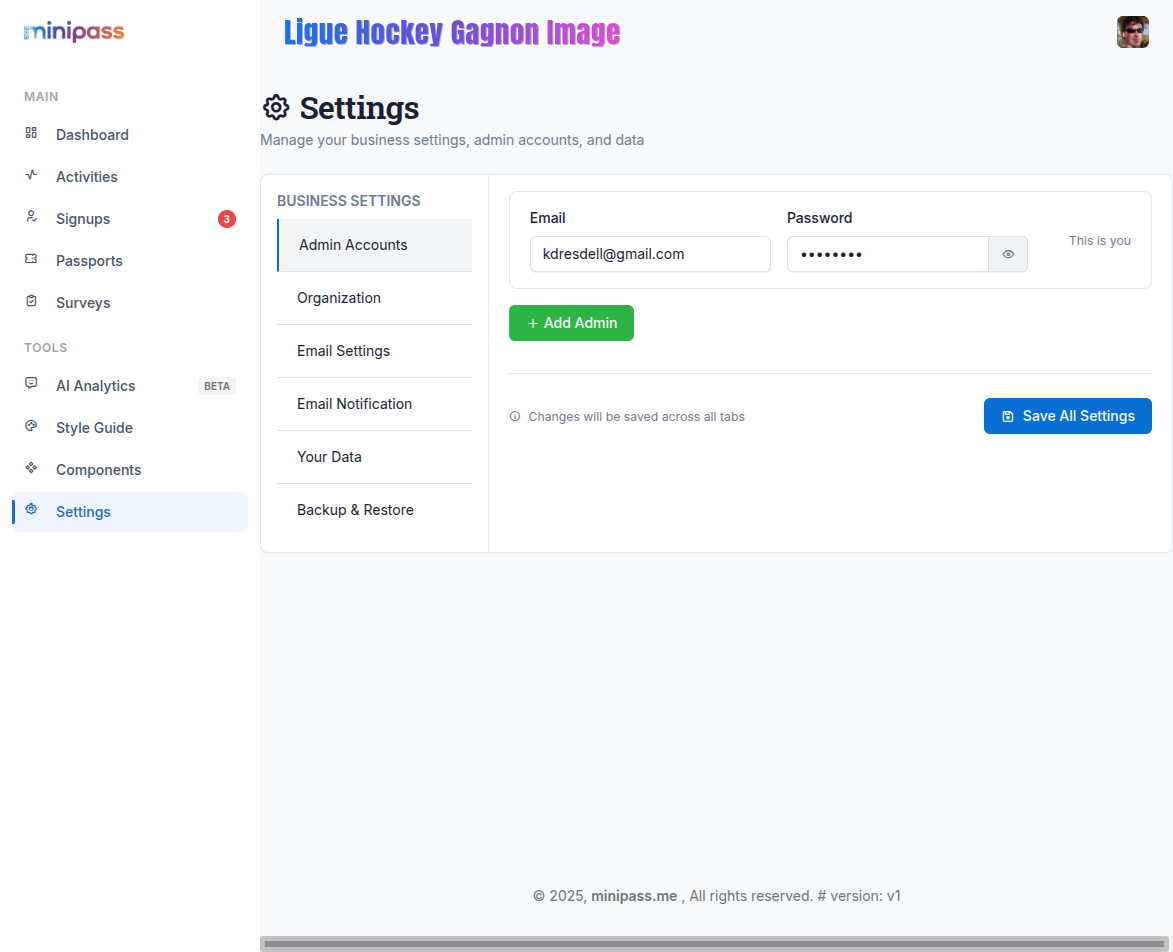 minipass
Ligue Hockey Gagnon Image
MAIN
Dashboard
Activities
Signups 3
Passports
Surveys
TOOLS
AI Analytics BETA
Style Guide
Components
Settings
Settings
Manage your business settings, admin accounts, and data
BUSINESS SETTINGS
Admin Accounts
Organization
Email Settings
Email Notification
Your Data
Backup & Restore
Email Password
kdresdell@gmail.com •••••••• This is you
+ Add Admin
Changes will be saved across all tabs Save All Settings
© 2025, minipass.me , All rights reserved. # version: v1